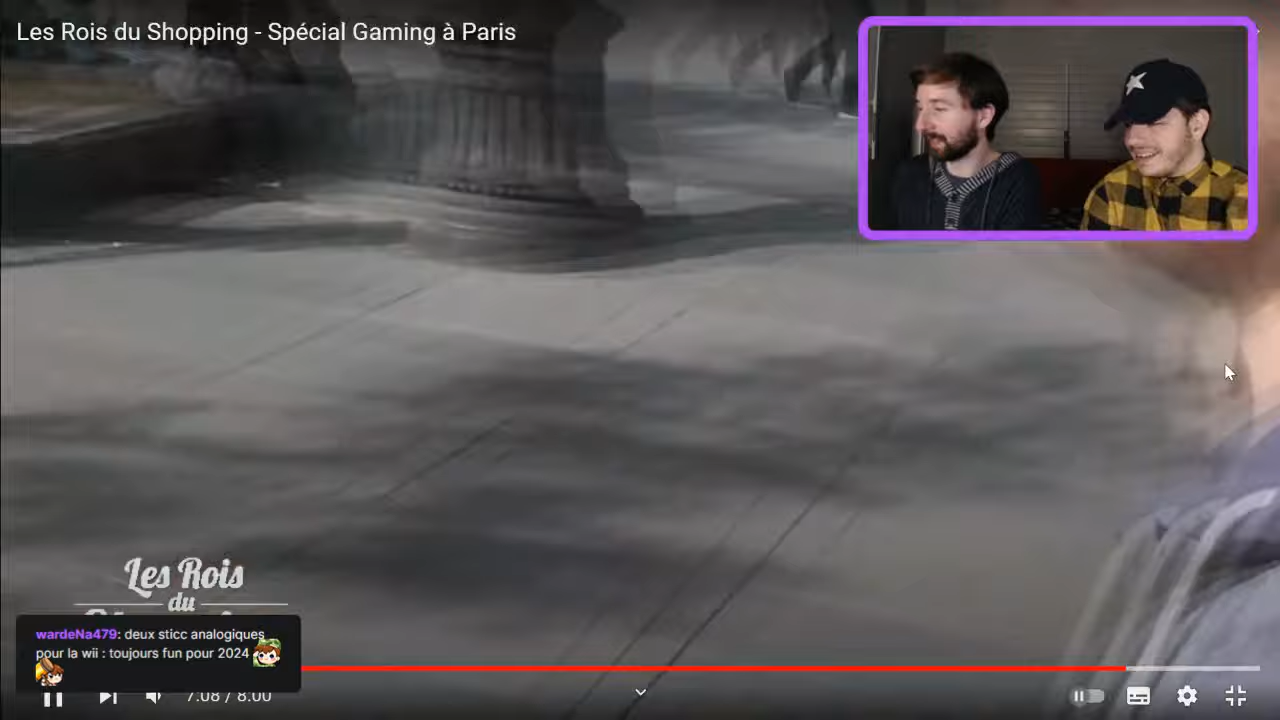 Les Rois du Shopping - Spécial Gaming à Paris
Les Rois
du
wardeNa479: deux sticc analogiques
pour la wii : toujours fun pour 2024
7:08 / 8:00